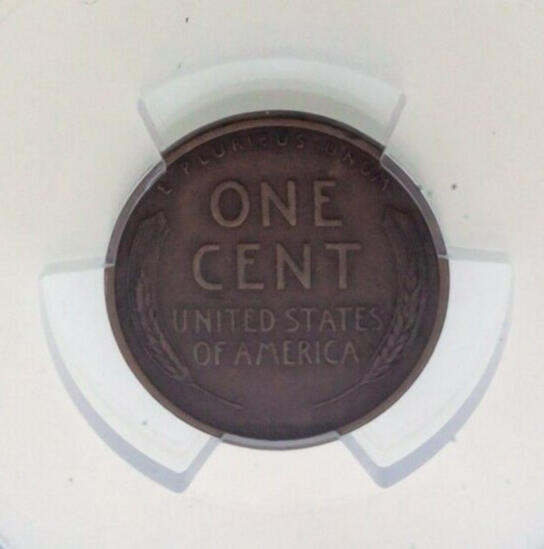 E PLURIBUS UNUM
ONE
CENT
UNITED STATES
OF AMERICA